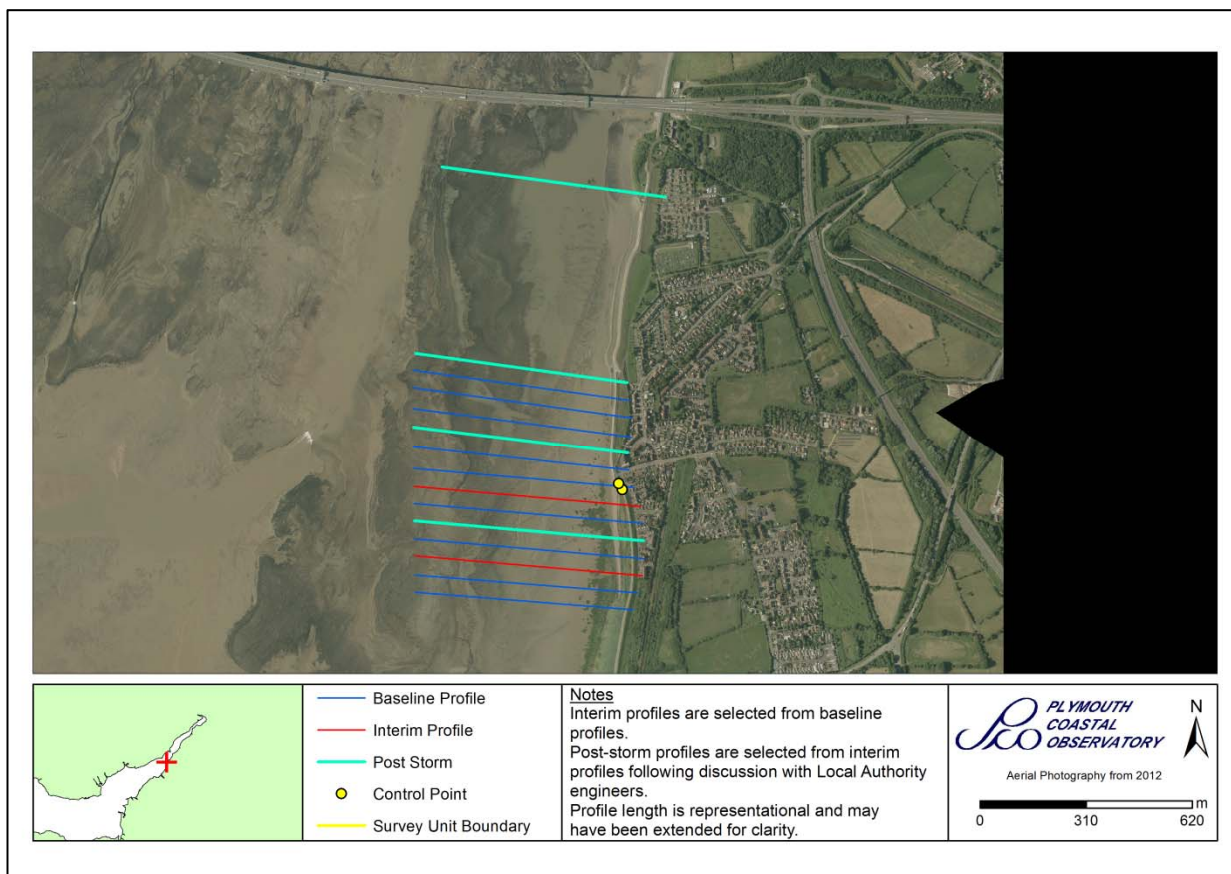 Baseline Profile
Interim Profile
Post Storm
Control Point
Survey Unit Boundary
Notes
Interim profiles are selected from baseline
profiles.
Post-storm profiles are selected from interim
profiles following discussion with Local Authority
engineers.
Profile length is representational and may
have been extended for clarity.
PLYMOUTH
COASTAL
OBSERVATORY
N
Aerial Photography from 2012
m
0 310 620